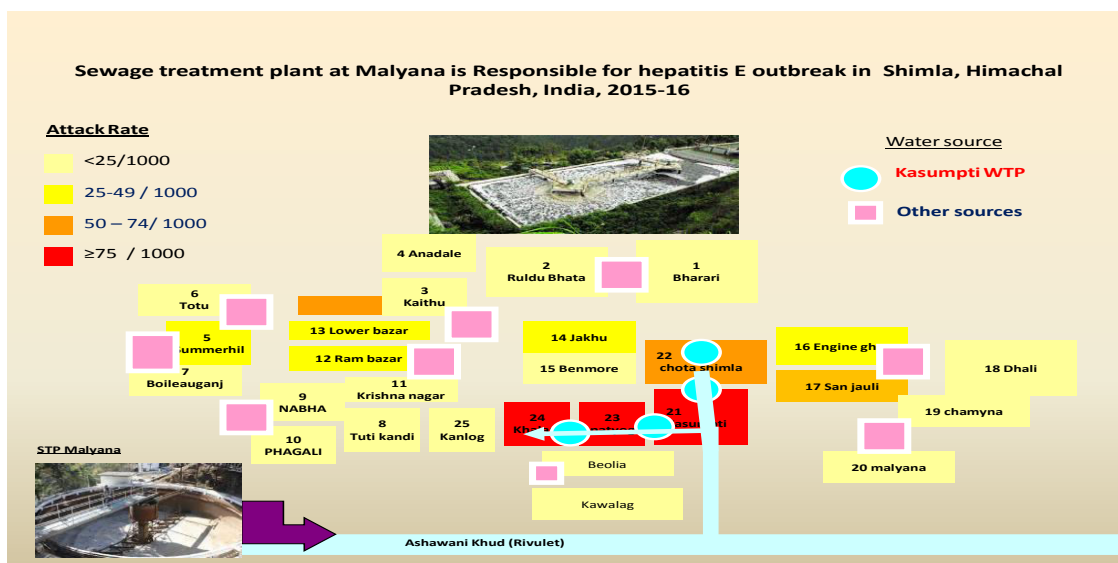 Sewage treatment plant at Malyana is Responsible for hepatitis E outbreak in Shimla, Himachal
Pradesh, India, 2015-16
Attack Rate
<25/1000
25-49 / 1000
50 – 74/ 1000
≥75 / 1000
Water source
Kasumpti WTP
Other sources
4 Anadale
2
Ruldu Bhata
1
Bharari
6
Totu
3
Kaithu
5
13 Lower bazar
14 Jakhu
16 Engine gh
12 Ram bazar
22
chota shimla
7
Boileauganj
15 Benmore
18 Dhali
11
Krishna nagar
17 San jauli
9
NABHA
19 chamyna
8
Tuti kandi
25
Kanlog
24
23
21
10
PHAGALI
STP Malyana
Beolia
20 malyana
Kawalag
Ashawani Khud (Rivulet)